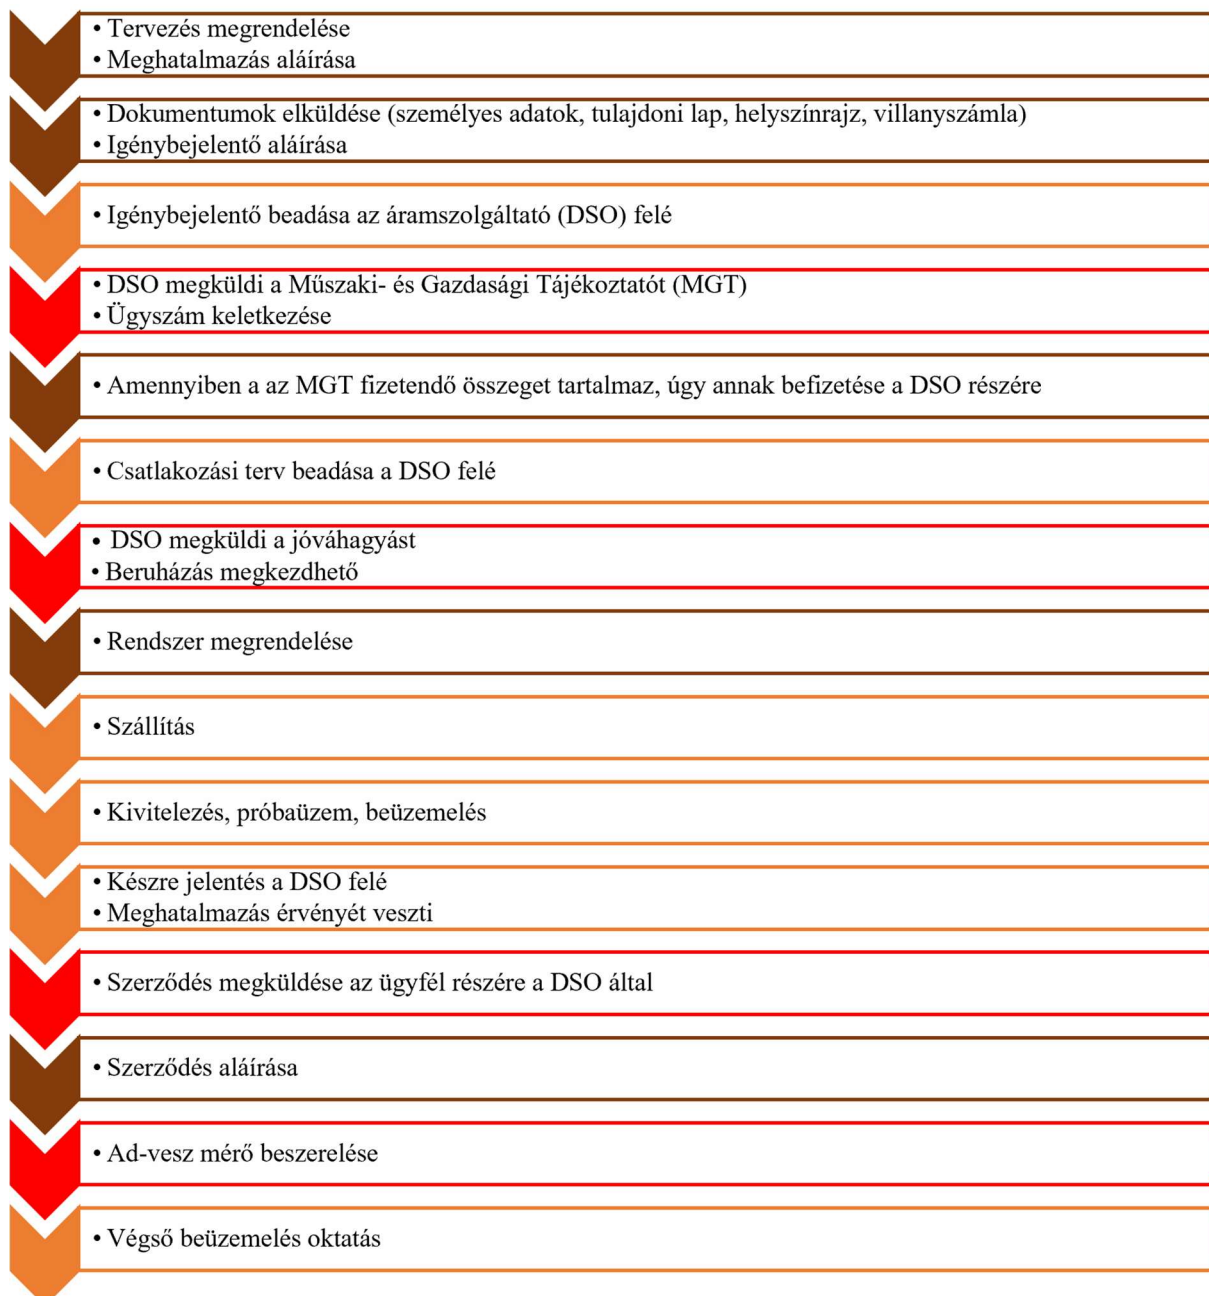 • Tervezés megrendelése
• Meghatalmazás aláírása
• Dokumentumok elküldése (személyes adatok, tulajdoni lap, helyszínrajz, villanyszámla)
• Igénybejelentő aláírása
• Igénybejelentő beadása az áramszolgáltató (DSO) felé
• DSO megküldi a Műszaki- és Gazdasági Tájékoztatót (MGT)
• Ügyszám keletkezése
• Amennyiben a az MGT fizetendő összeget tartalmaz, úgy annak befizetése a DSO részére
• Csatlakozási terv beadása a DSO felé
• DSO megküldi a jóváhagyást
• Beruházás megkezdhető
• Rendszer megrendelése
• Szállítás
• Kivitelezés, próbaüzem, beüzemelés
• Készre jelentés a DSO felé
• Meghatalmazás érvényét veszti
• Szerződés megküldése az ügyfél részére a DSO által
• Szerződés aláírása
• Ad-vesz mérő beszerelése
• Végső beüzemelés oktatás